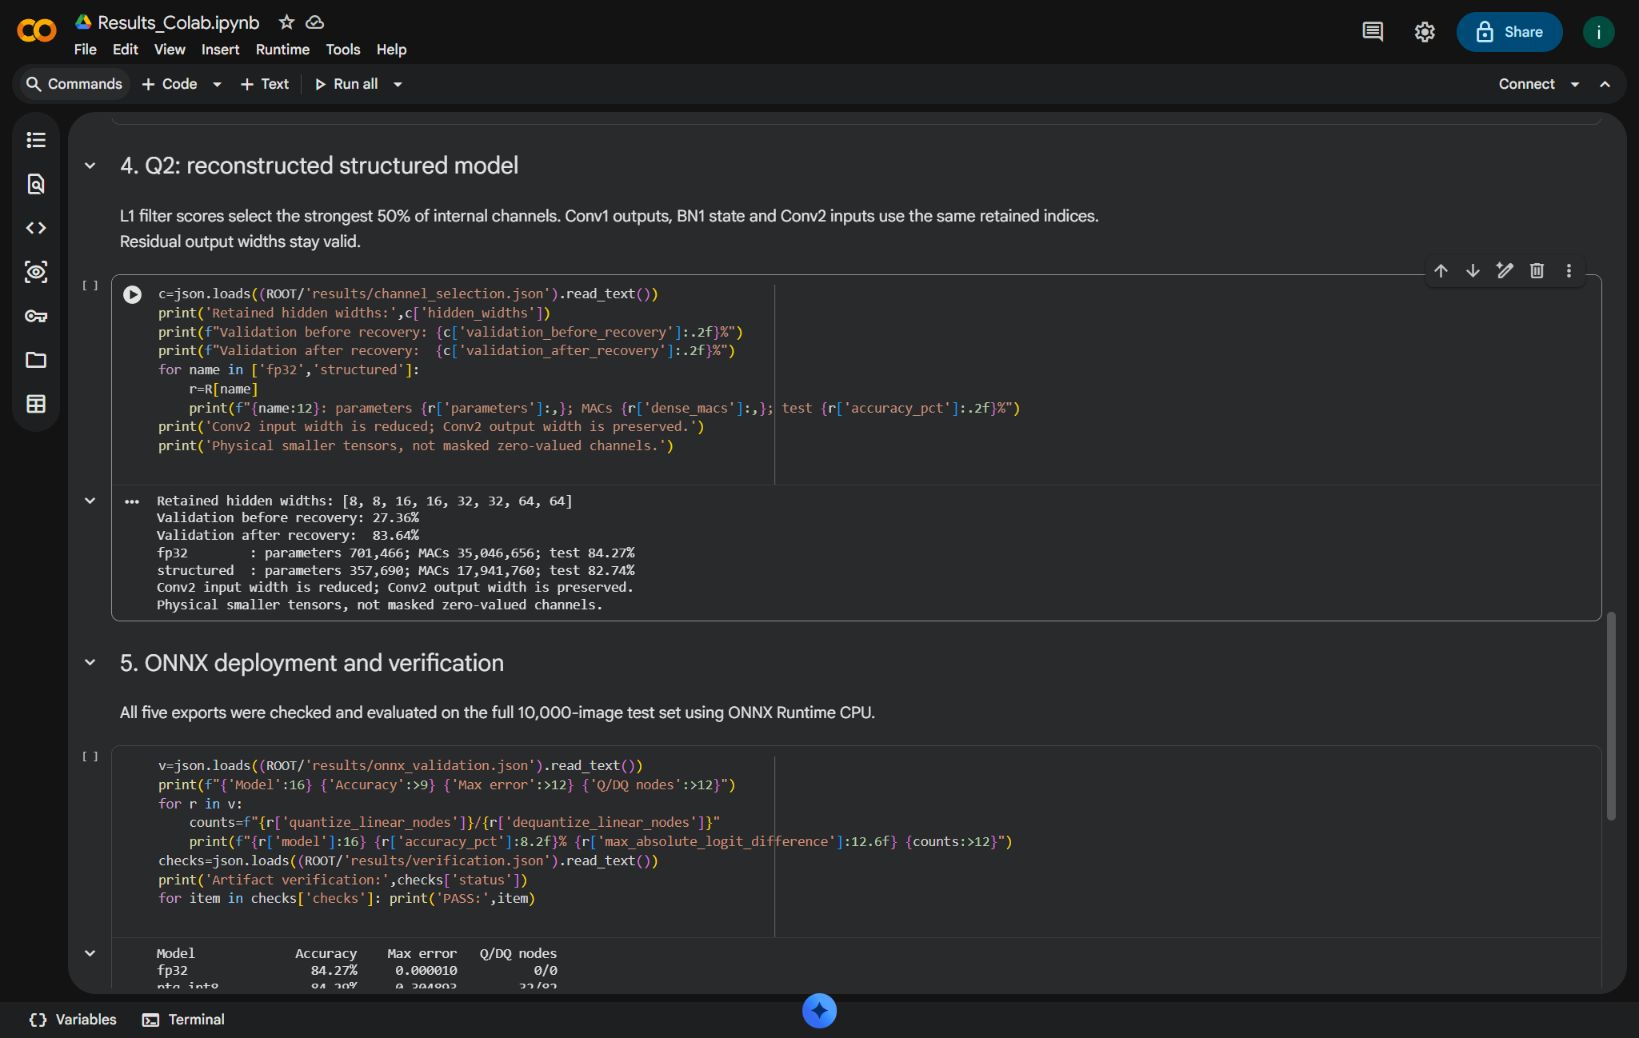 Results_Colab.ipynb
File Edit View Insert Runtime Tools Help
Share
i
Commands + Code + Text Run all
Connect
4. Q2: reconstructed structured model
L1 filter scores select the strongest 50% of internal channels. Conv1 outputs, BN1 state and Conv2 inputs use the same retained indices.
Residual output widths stay valid.
[ ]
c=json.loads((ROOT/'results/channel_selection.json').read_text())
print('Retained hidden widths:',c['hidden_widths'])
print(f"Validation before recovery: {c['validation_before_recovery']:.2f}%")
print(f"Validation after recovery:  {c['validation_after_recovery']:.2f}%")
for name in ['fp32','structured']:
    r=R[name]
    print(f"{name:12}: parameters {r['parameters']:,}; MACs {r['dense_macs']:,}; test {r['accuracy_pct']:.2f}%")
print('Conv2 input width is reduced; Conv2 output width is preserved.')
print('Physical smaller tensors, not masked zero-valued channels.')
Retained hidden widths: [8, 8, 16, 16, 32, 32, 64, 64]
Validation before recovery: 27.36%
Validation after recovery:  83.64%
fp32        : parameters 701,466; MACs 35,046,656; test 84.27%
structured  : parameters 357,690; MACs 17,941,760; test 82.74%
Conv2 input width is reduced; Conv2 output width is preserved.
Physical smaller tensors, not masked zero-valued channels.
5. ONNX deployment and verification
All five exports were checked and evaluated on the full 10,000-image test set using ONNX Runtime CPU.
[ ]
v=json.loads((ROOT/'results/onnx_validation.json').read_text())
print(f"{'Model':16} {'Accuracy':>9} {'Max error':>12} {'Q/DQ nodes':>12}")
for r in v:
    counts=f"{r['quantize_linear_nodes']}/{r['dequantize_linear_nodes']}"
    print(f"{r['model']:16} {r['accuracy_pct']:8.2f}% {r['max_absolute_logit_difference']:12.6f} {counts:>12}")
checks=json.loads((ROOT/'results/verification.json').read_text())
print('Artifact verification:',checks['status'])
for item in checks['checks']: print('PASS:',item)
Model            Accuracy    Max error   Q/DQ nodes
fp32               84.27%     0.000010          0/0
ptq_int8           84.29%     0.304893        32/82
Variables Terminal